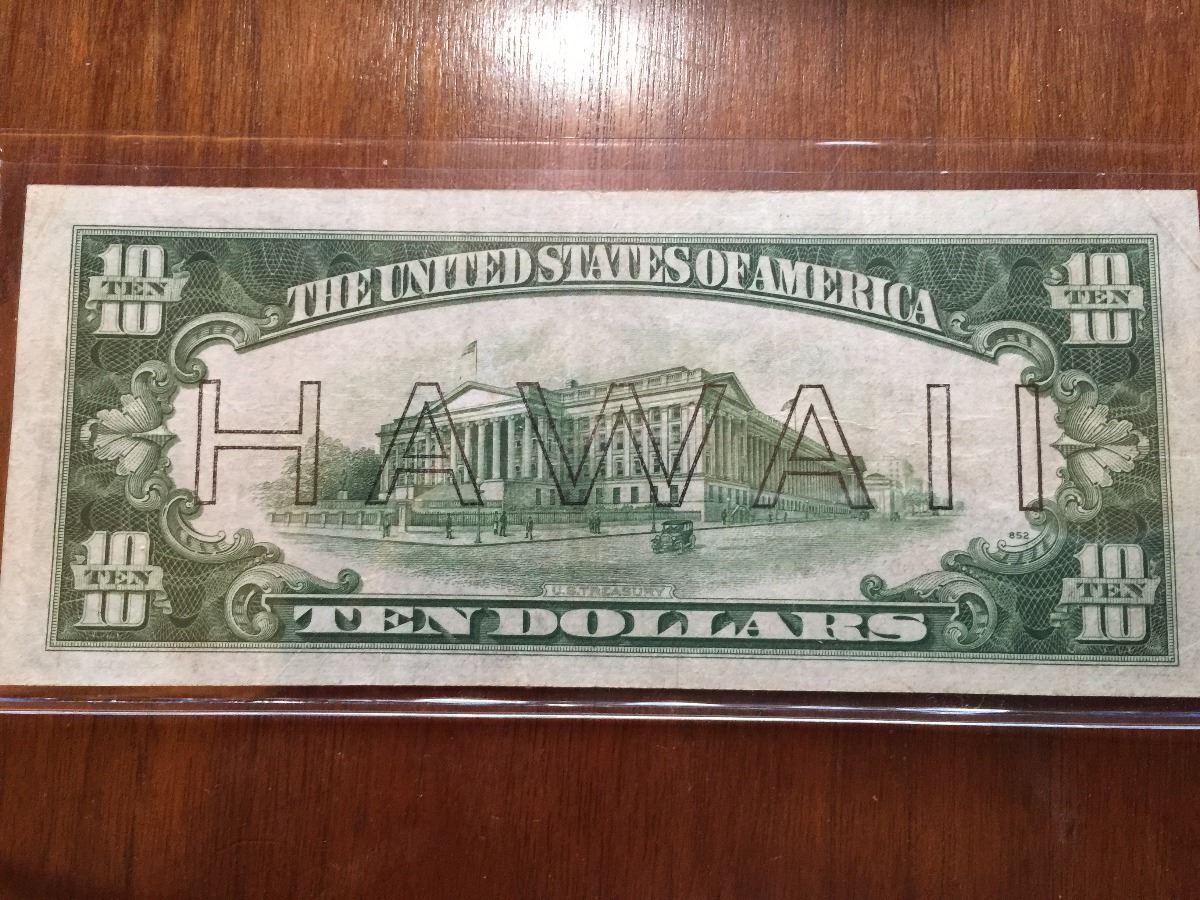 10 TEN 10
THE UNITED STATES OF AMERICA
10 TEN 10
HAWAII
852
10 TEN 10
U.S. TREASURY
10 TEN 10
TEN DOLLARS